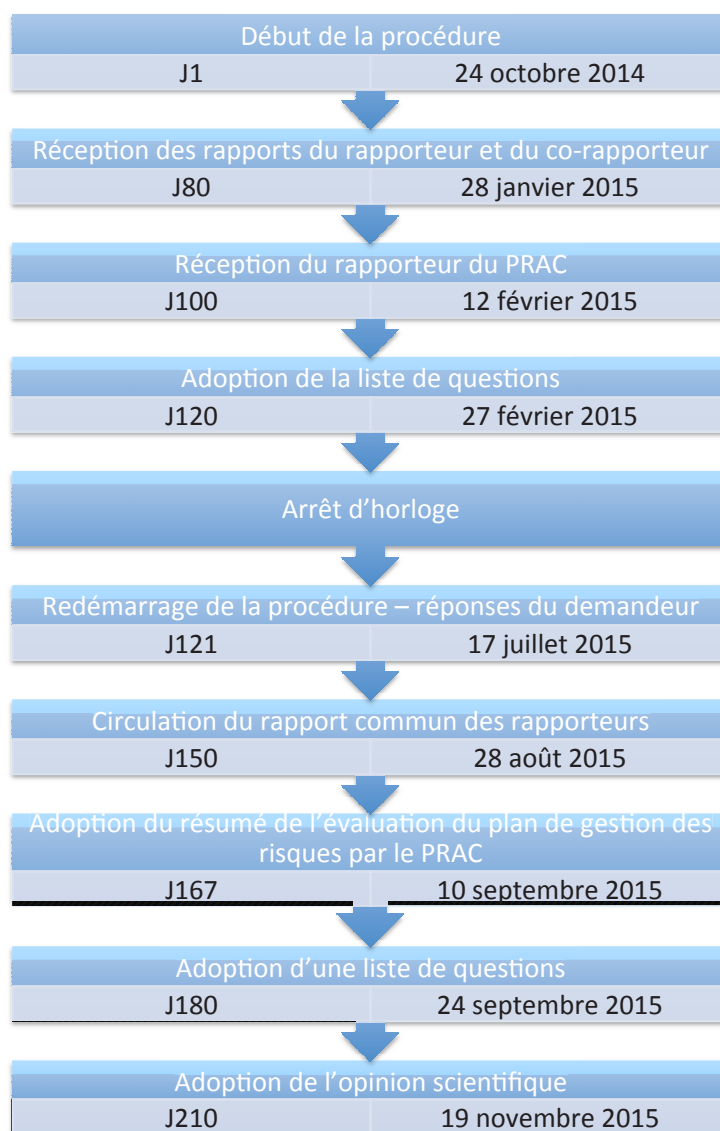 Début de la procédure
J1 24 octobre 2014
Réception des rapports du rapporteur et du co-rapporteur
J80 28 janvier 2015
Réception du rapporteur du PRAC
J100 12 février 2015
Adoption de la liste de questions
J120 27 février 2015
Arrêt d'horloge
Redémarrage de la procédure – réponses du demandeur
J121 17 juillet 2015
Circulation du rapport commun des rapporteurs
J150 28 août 2015
Adoption du résumé de l'évaluation du plan de gestion des
risques par le PRAC
J167 10 septembre 2015
Adoption d'une liste de questions
J180 24 septembre 2015
Adoption de l'opinion scientifique
J210 19 novembre 2015